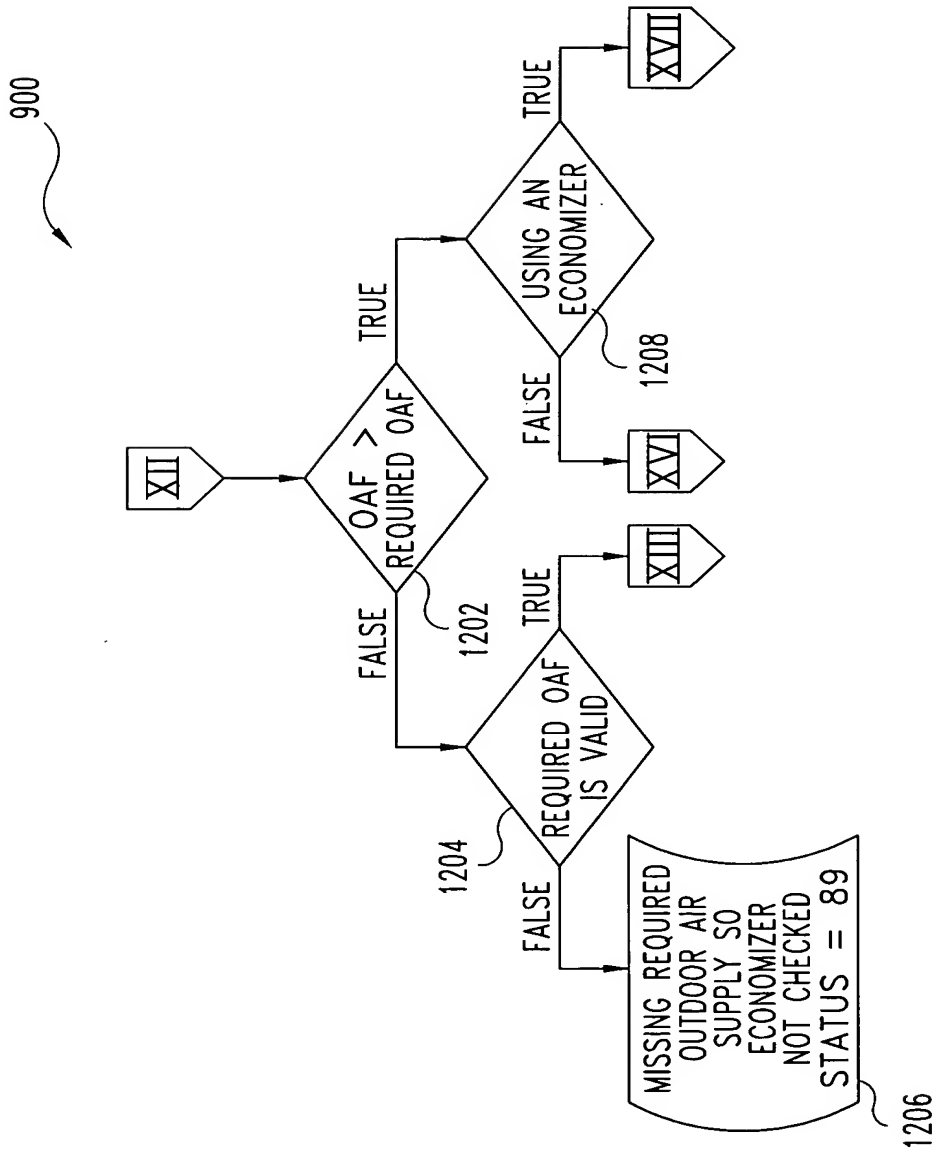 900
XII
OAF >
REQUIRED OAF
1202
FALSE
TRUE
REQUIRED OAF
IS VALID
1204
FALSE
TRUE
USING AN
ECONOMIZER
1208
FALSE
TRUE
MISSING REQUIRED
OUTDOOR AIR
SUPPLY SO
ECONOMIZER
NOT CHECKED
STATUS = 89
1206
XIII
XVI
XVII